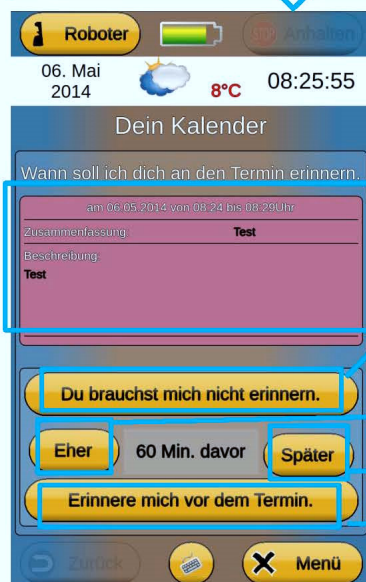 Roboter
Anhalten
06. Mai
2014
8°C
08:25:55
Dein Kalender
Wann soll ich dich an den Termin erinnern.
am 06.05.2014 von 08:24 bis 08:29Uhr
Zusammenfassung: Test
Beschreibung:
Test
Du brauchst mich nicht erinnern.
Eher
60 Min. davor
Später
Erinnere mich vor dem Termin.
Zurück
Menü